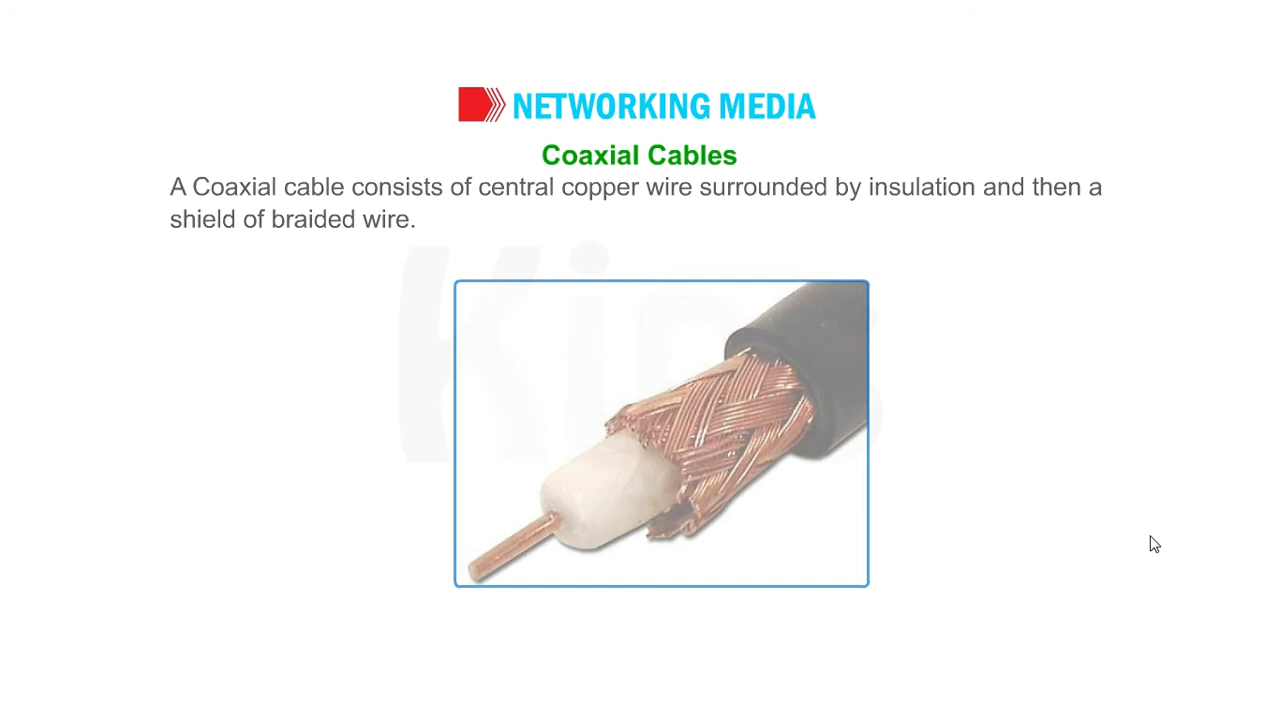 NETWORKING MEDIA
Coaxial Cables
A Coaxial cable consists of central copper wire surrounded by insulation and then a
shield of braided wire.
Kips